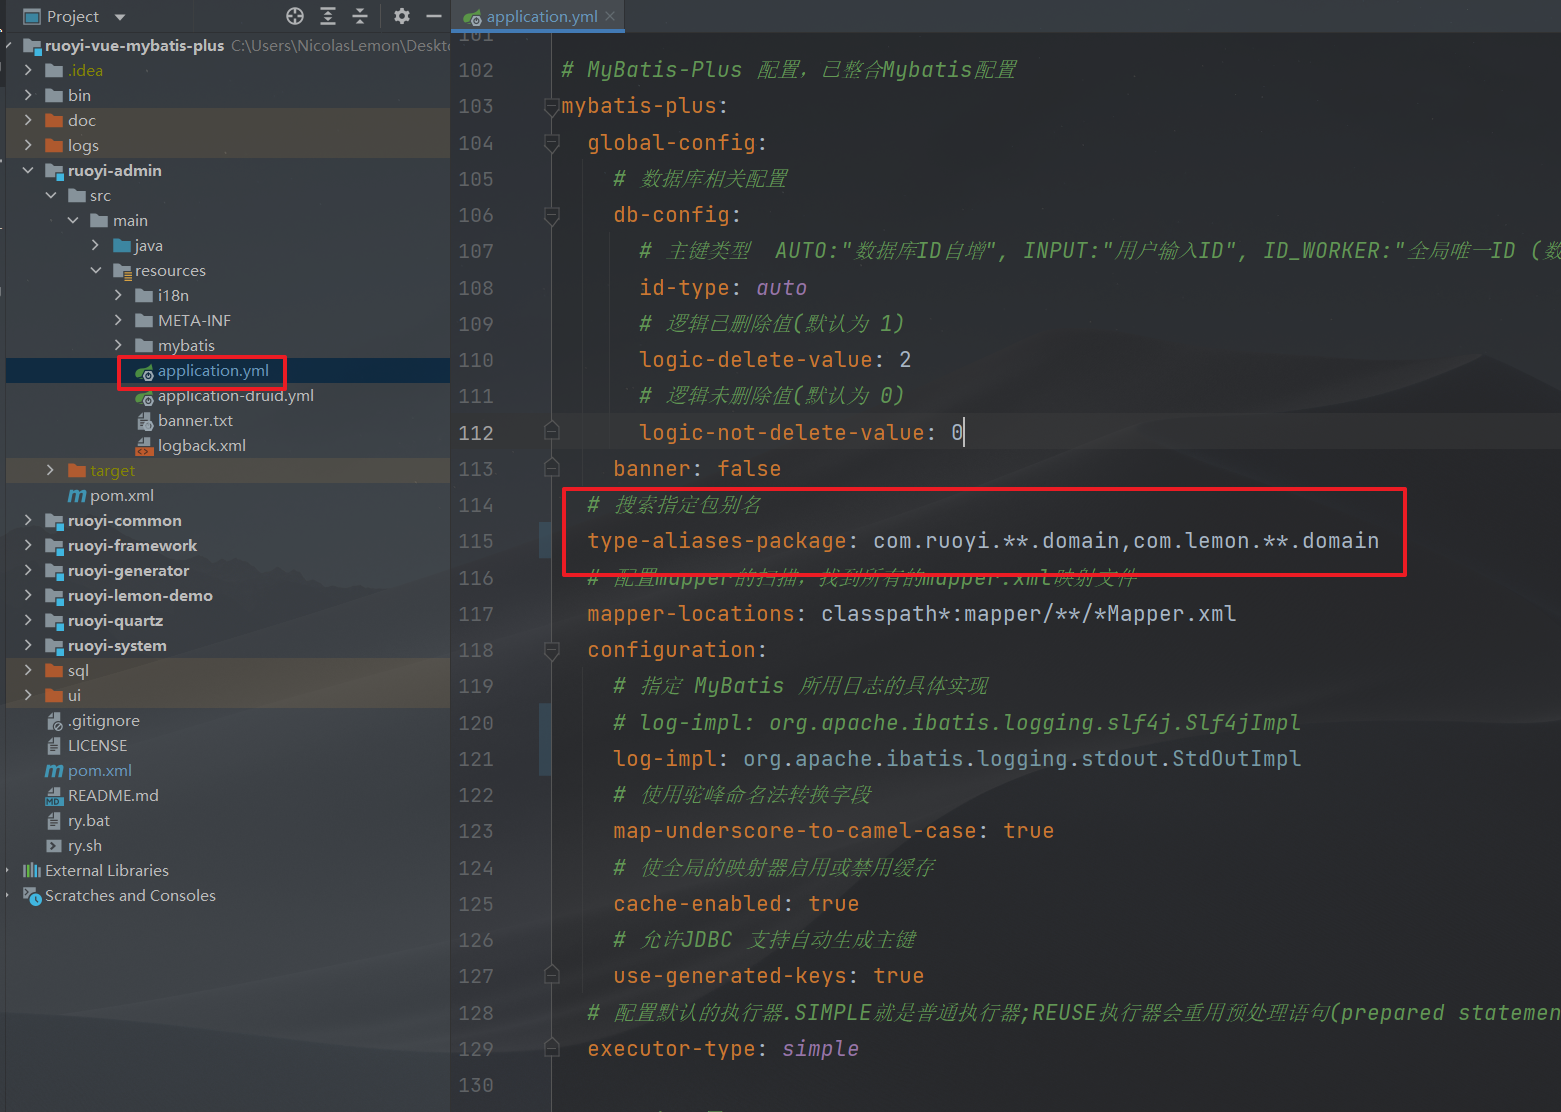 Project
application.yml
ruoyi-vue-mybatis-plus C:\Users\NicolasLemon\Deskto
.idea
bin
doc
logs
ruoyi-admin
src
main
java
resources
i18n
META-INF
mybatis
application.yml
application-druid.yml
banner.txt
logback.xml
target
pom.xml
ruoyi-common
ruoyi-framework
ruoyi-generator
ruoyi-lemon-demo
ruoyi-quartz
ruoyi-system
sql
ui
.gitignore
LICENSE
pom.xml
README.md
ry.bat
ry.sh
External Libraries
Scratches and Consoles
101
102 # MyBatis-Plus 配置，已整合Mybatis配置
103 mybatis-plus:
104 global-config:
105 # 数据库相关配置
106 db-config:
107 # 主键类型 AUTO:"数据库ID自增", INPUT:"用户输入ID", ID_WORKER:"全局唯一ID (数
108 id-type: auto
109 # 逻辑已删除值(默认为 1)
110 logic-delete-value: 2
111 # 逻辑未删除值(默认为 0)
112 logic-not-delete-value: 0
113 banner: false
114 # 搜索指定包别名
115 type-aliases-package: com.ruoyi.**.domain,com.lemon.**.domain
116 # 配置mapper的扫描，找到所有的mapper.xml映射文件
117 mapper-locations: classpath*:mapper/**/*Mapper.xml
118 configuration:
119 # 指定 MyBatis 所用日志的具体实现
120 # log-impl: org.apache.ibatis.logging.slf4j.Slf4jImpl
121 log-impl: org.apache.ibatis.logging.stdout.StdOutImpl
122 # 使用驼峰命名法转换字段
123 map-underscore-to-camel-case: true
124 # 使全局的映射器启用或禁用缓存
125 cache-enabled: true
126 # 允许JDBC 支持自动生成主键
127 use-generated-keys: true
128 # 配置默认的执行器.SIMPLE就是普通执行器;REUSE执行器会重用预处理语句(prepared statemen
129 executor-type: simple
130